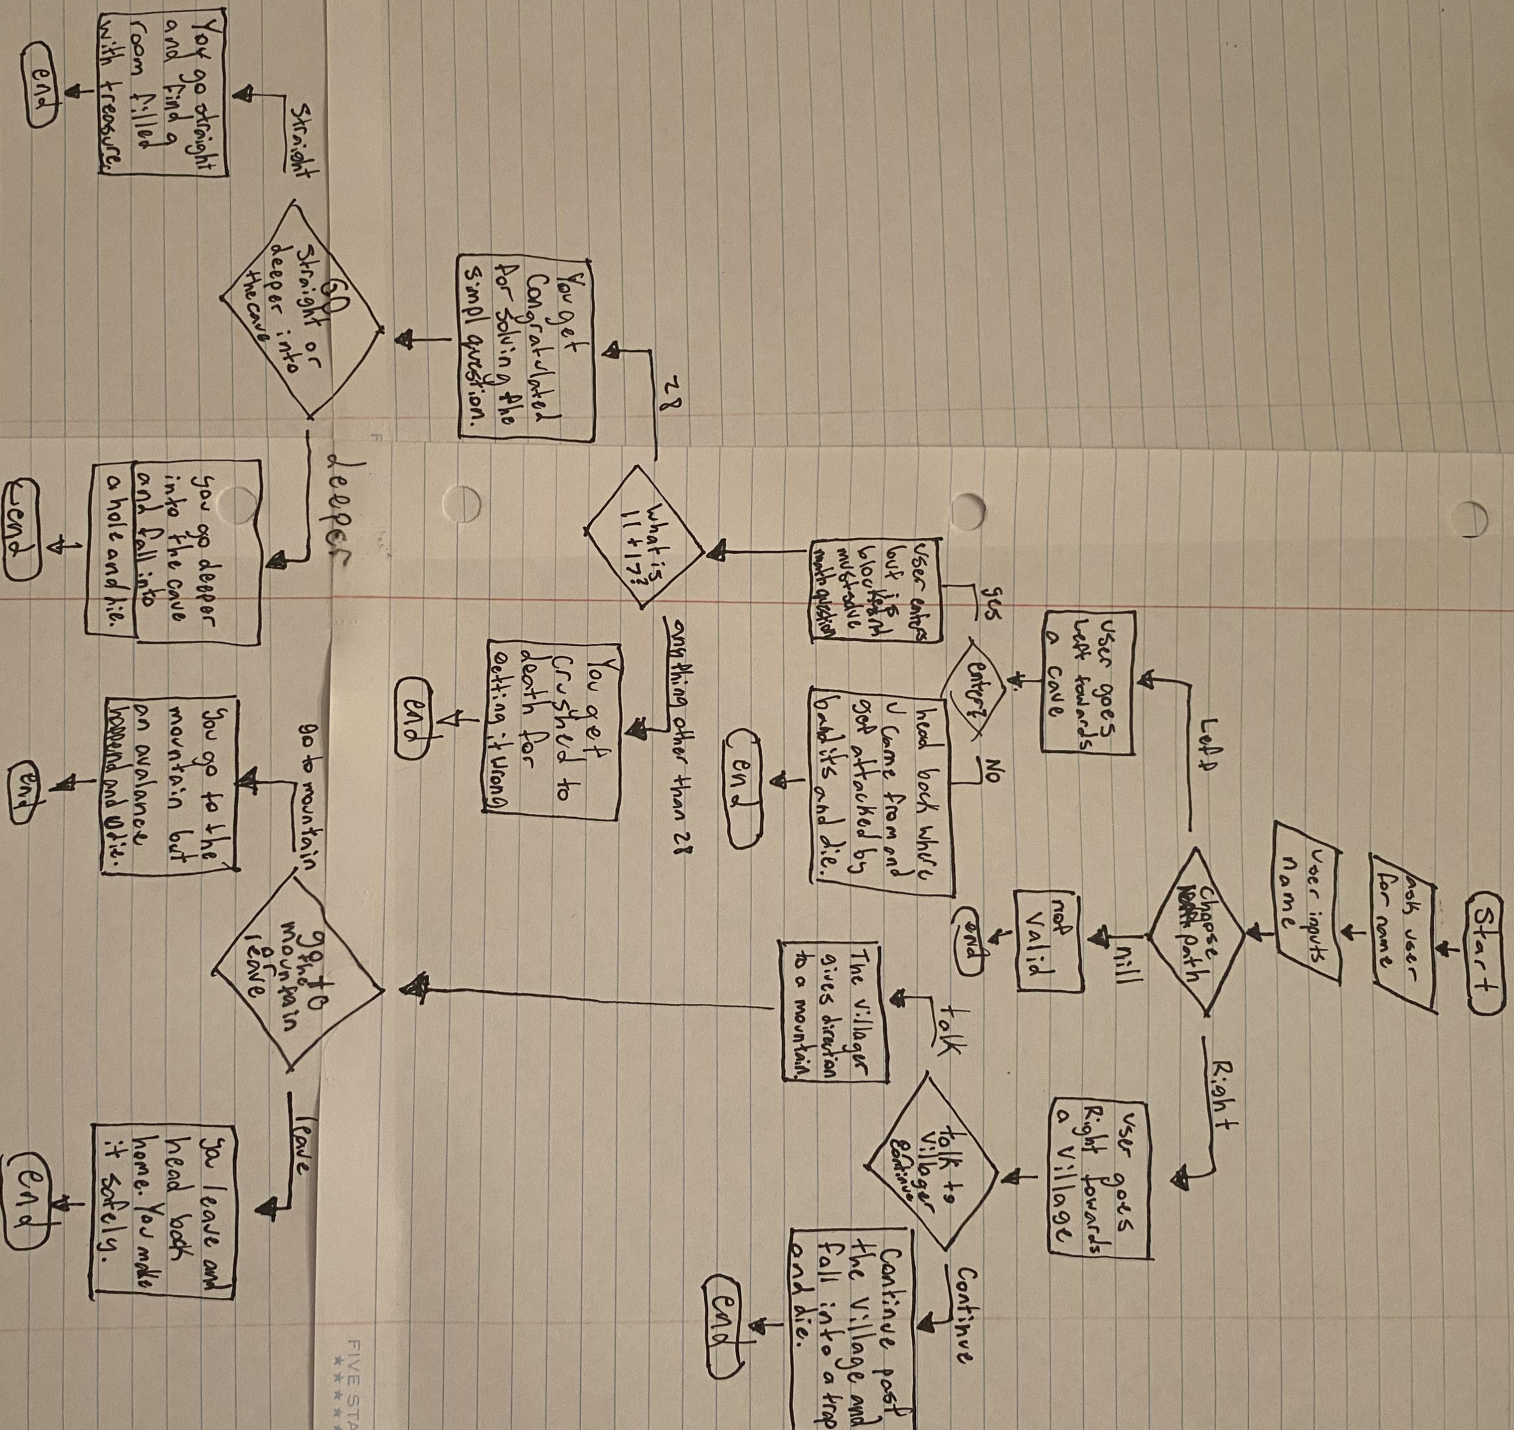 Start
ask user
for name
user inputs
name
Choose
path
Left
nill
Right
user goes
Left towards
a cave
not
Valid
end
user goes
Right towards
a village
enter?
yes
No
user enters
but is
blocked and
must solve
math question
head back where
u came from and
get attacked by
bandits and die.
end
talk to
villager
or
continue
talk
Continue
The villager
gives direction
to a mountain,
Continue past
the village and
fall into a trap
and die.
end
What is
11+17?
28
anything other than 28
You get
Congratulated
for solving the
simpl question.
You get
crushed to
death for
getting it wrong
end
GO
straight or
deeper into
the cave
straight
deeper
You go straight
and find a
room filled
with treasure.
end
you go deeper
into the cave
and fall into
a hole and die.
end
go to
the
mountain
or
leave
go to mountain
leave
you go to the
mountain but
an avalance
happend and die.
end
you leave and
head back
home. You make
it safely.
end
FIVE STA